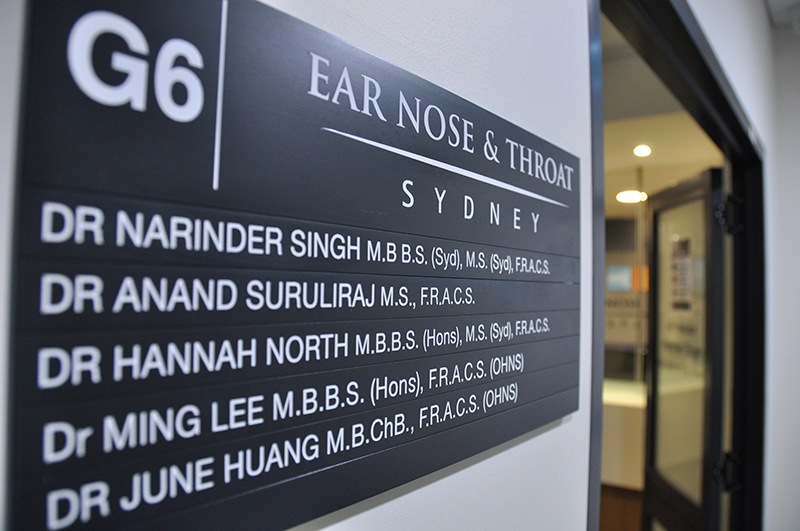 G6
EAR NOSE & THROAT
SYDNEY
DR NARINDER SINGH M.B B.S. (Syd), M.S. (Syd), F.R.A.C.S.
DR ANAND SURULIRAJ M.S., F.R.A.C.S.
DR HANNAH NORTH M.B.B.S. (Hons), M.S. (Syd), F.R.A.C.S.
Dr MING LEE M.B.B.S. (Hons), F.R.A.C.S. (OHNS)
DR JUNE HUANG M.B.ChB., F.R.A.C.S. (OHNS)